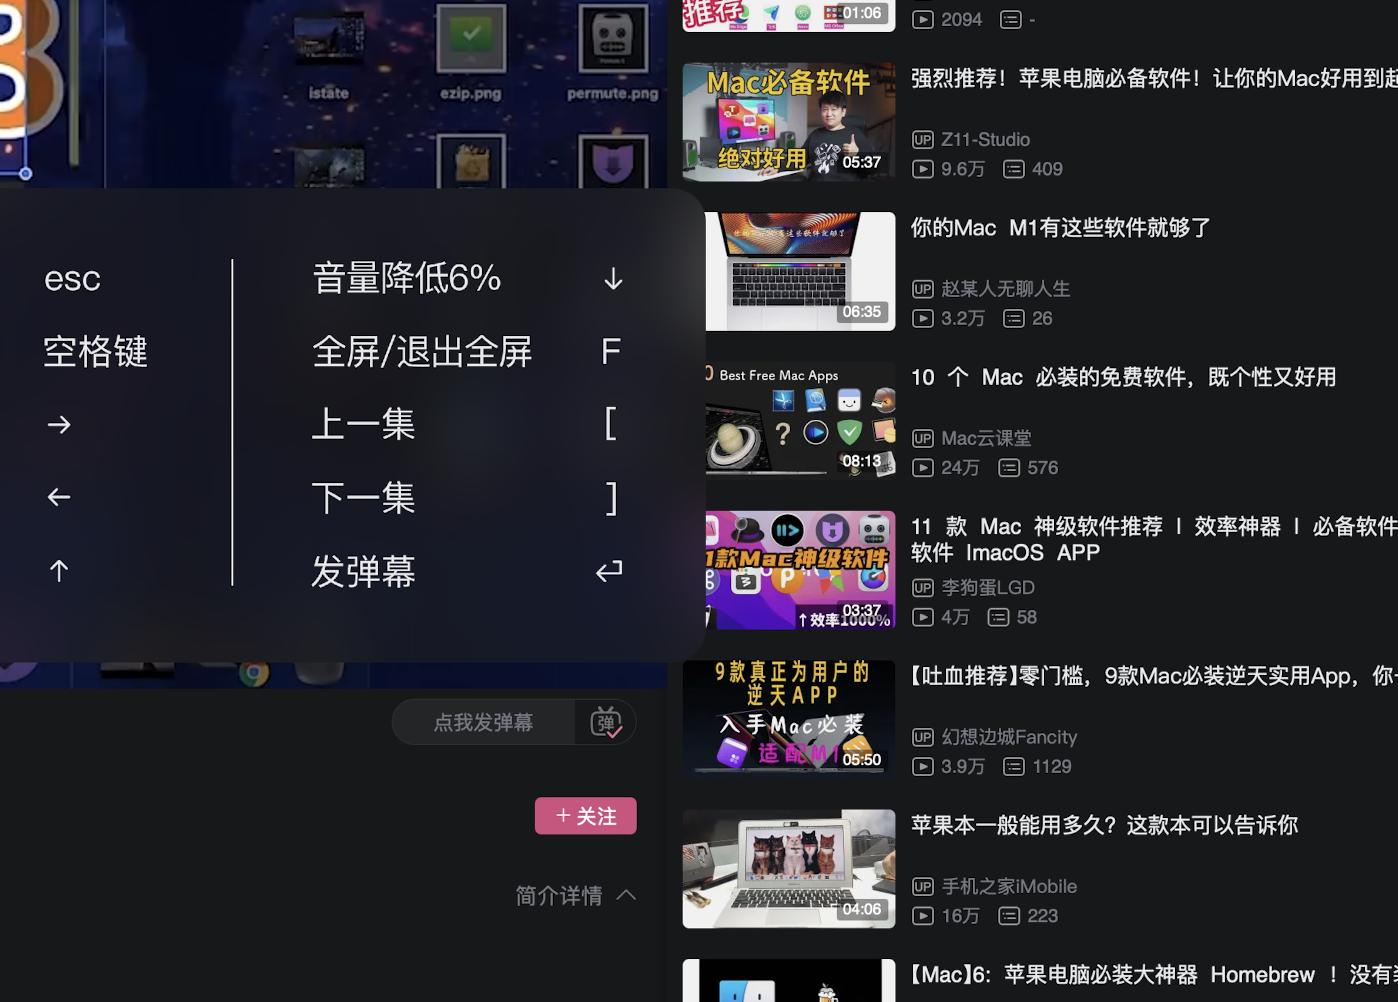 istate
ezip.png
permute.png
esc
空格键
→
←
↑
音量降低6% ↓
全屏/退出全屏 F
上一集 [
下一集 ]
发弹幕
点我发弹幕
弹
+ 关注
简介详情
推荐
01:06
2094 -
Mac必备软件
绝对好用
05:37
强烈推荐！苹果电脑必备软件！让你的Mac好用到起
UP Z11-Studio
9.6万 409
06:35
你的Mac M1有这些软件就够了
UP 赵某人无聊人生
3.2万 26
0 Best Free Mac Apps
08:13
10 个 Mac 必装的免费软件，既个性又好用
UP Mac云课堂
24万 576
1款Mac神级软件
03:37
↑效率1000%
11 款 Mac 神级软件推荐 I 效率神器 I 必备软件
软件 ImacOS APP
UP 李狗蛋LGD
4万 58
9款真正为用户的
逆天APP
入手Mac必装
适配M1
05:50
【吐血推荐】零门槛，9款Mac必装逆天实用App，你
UP 幻想边城Fancity
3.9万 1129
04:06
苹果本一般能用多久？这款本可以告诉你
UP 手机之家iMobile
16万 223
【Mac】6：苹果电脑必装大神器 Homebrew ！没有